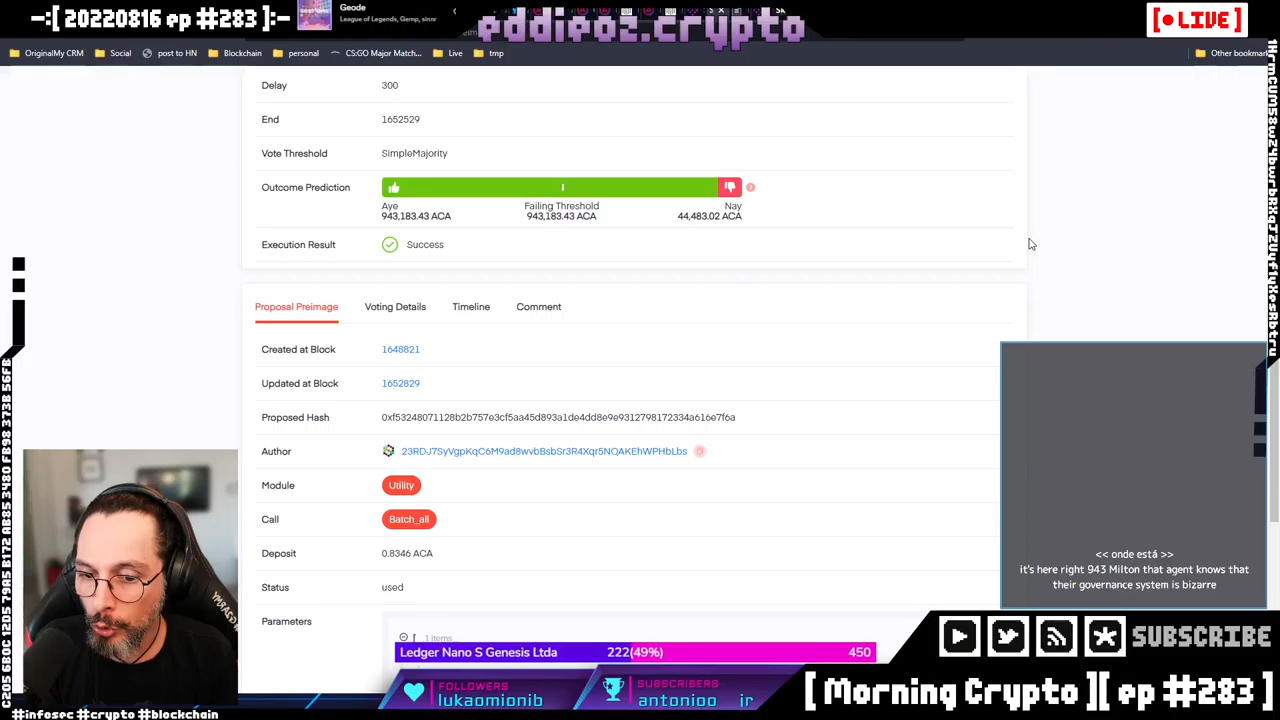 -:[ 20220816 ep #283]:-
Geode
League of Legends, Gemp, sinnr
eddieoz.crypto
[ LIVE ]
OriginalMy CRM
Social
post to HN
Blockchain
personal
CS:GO Major Match...
Live
tmp
Other bookmar
Delay
300
End
1652529
Vote Threshold
SimpleMajority
Outcome Prediction
Aye
943,183.43 ACA
Failing Threshold
943,183.43 ACA
Nay
44,483.02 ACA
Execution Result
Success
Proposal Preimage
Voting Details
Timeline
Comment
Created at Block
1648821
Updated at Block
1652829
Proposed Hash
0xf53248071128b2b757e3cf5aa45d893a1de4dd8e9e9312798172334a616e7f6a
Author
23RDJ7SyVgpKqC6M9ad8wvbBsbSr3R4Xqr5NQAKEhWPHbLbs
Module
Utility
Call
Batch_all
Deposit
0.8346 ACA
Status
used
Parameters
[ 1 items
<< onde está >>
it's here right 943 Milton that agent knows that
their governance system is bizarre
Ledger Nano S Genesis Ltda
222(49%)
450
SUBSCRIBE
FOLLOWERS
lukaomionib
SUBSCRIBERS
antonioo jr
[ Morning Crypto ][ ep #283 ]
#infosec #crypto #blockchain